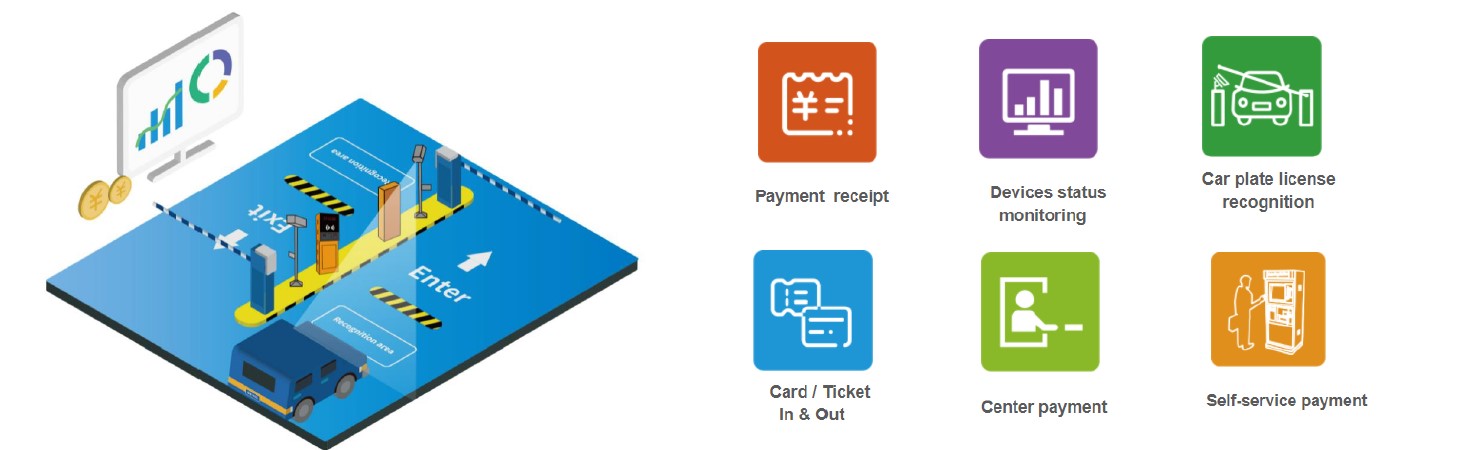 Recognition area
Exit
Enter
Recognition area
¥
¥
¥
Payment receipt
Devices status
monitoring
Car plate license
recognition
Card / Ticket
In & Out
Center payment
Self-service payment